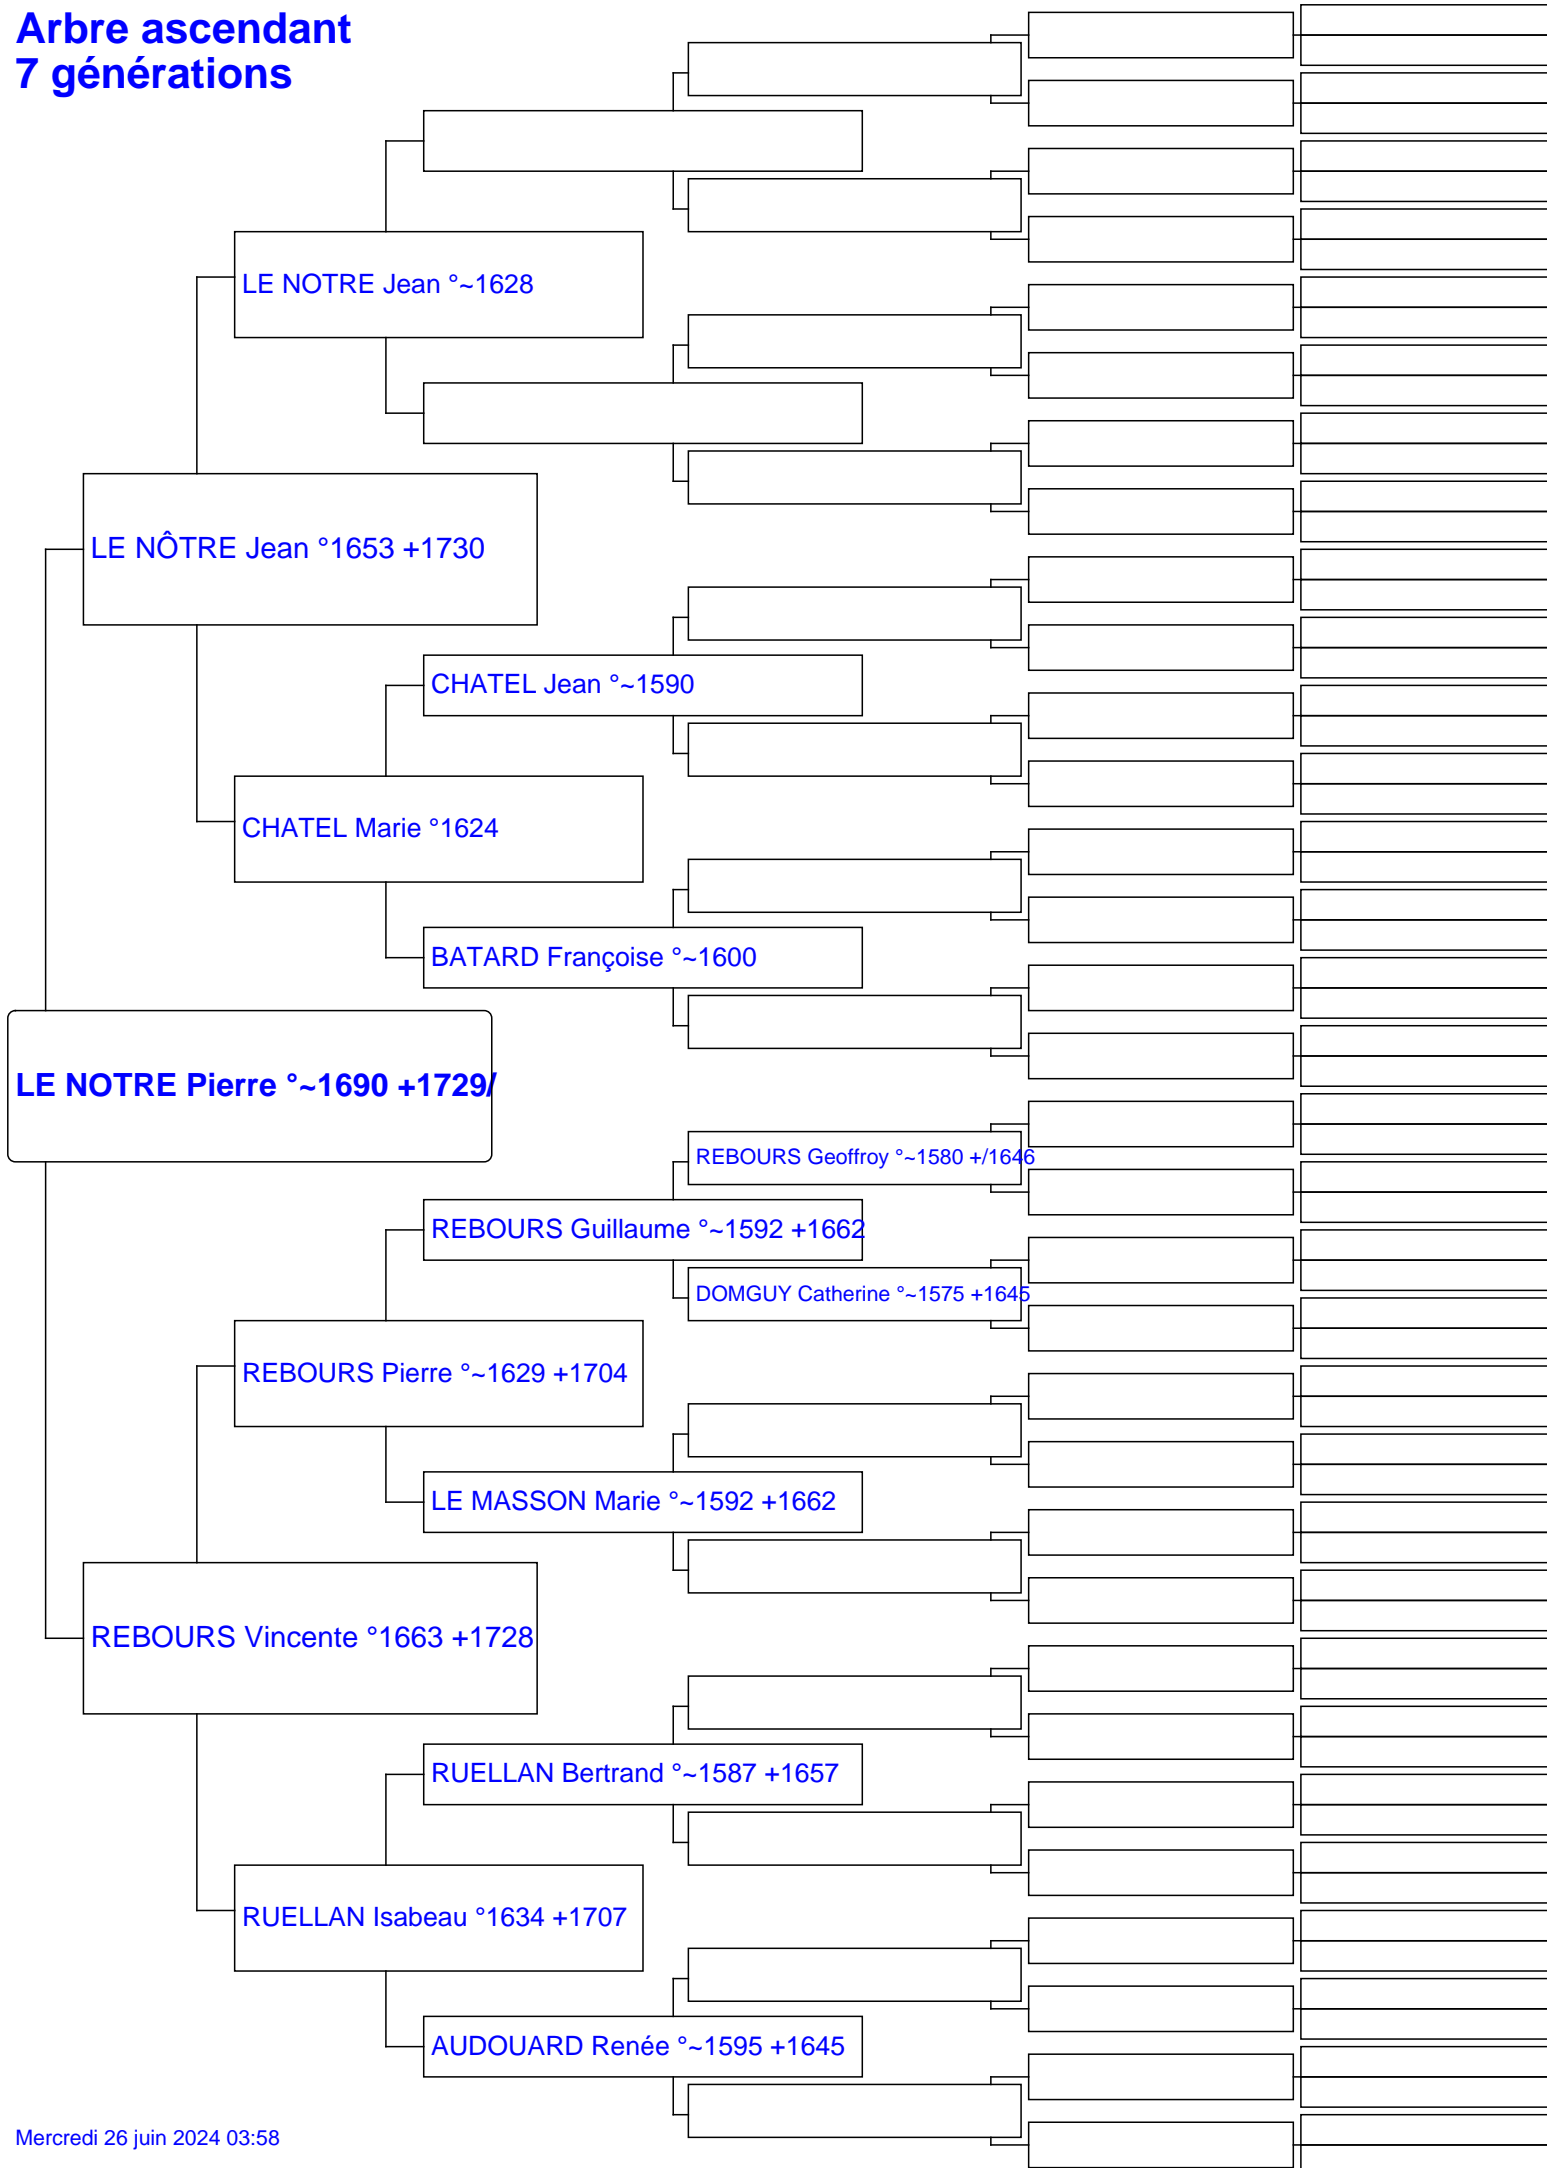 Arbre ascendant
7 générations
LE NOTRE Jean °~1628
LE NÔTRE Jean °1653 +1730
CHATEL Jean °~1590
CHATEL Marie °1624
BATARD Françoise °~1600
LE NOTRE Pierre °~1690 +1729/
REBOURS Geoffroy °~1580 +/1646
REBOURS Guillaume °~1592 +1662
DOMGUY Catherine °~1575 +1645
REBOURS Pierre °~1629 +1704
LE MASSON Marie °~1592 +1662
REBOURS Vincente °1663 +1728
RUELLAN Bertrand °~1587 +1657
RUELLAN Isabeau °1634 +1707
AUDOUARD Renée °~1595 +1645
Mercredi 26 juin 2024 03:58